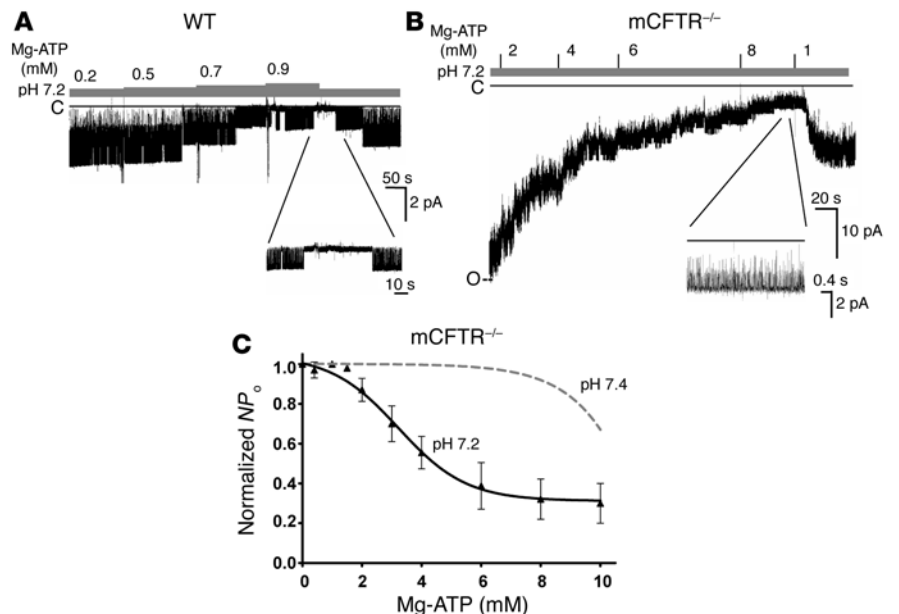 A
WT
Mg-ATP
(mM)
0.2 0.5 0.7 0.9
pH 7.2
C
50 s
2 pA
10 s
B
mCFTR–/–
Mg-ATP
(mM)
2 4 6 8 1
pH 7.2
C
O
20 s
10 pA
0.4 s
2 pA
C
mCFTR–/–
Normalized NPo
1.0
0.8
0.6
0.4
0.2
0.0
pH 7.4
pH 7.2
0 2 4 6 8 10
Mg-ATP (mM)